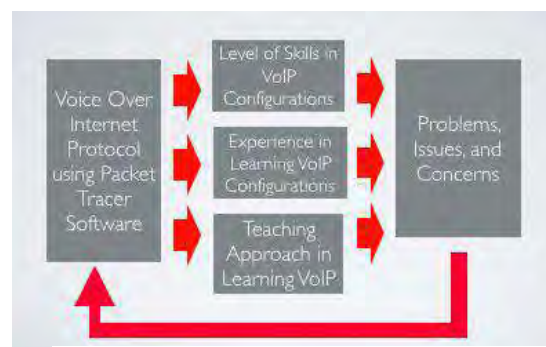 Voice Over
Internet
Protocol
using Packet
Tracer
Software
Level of Skills in
VoIP
Configurations
Experience in
Learning VoIP
Configurations
Teaching
Approach in
Learning VoIP
Problems,
Issues, and
Concerns